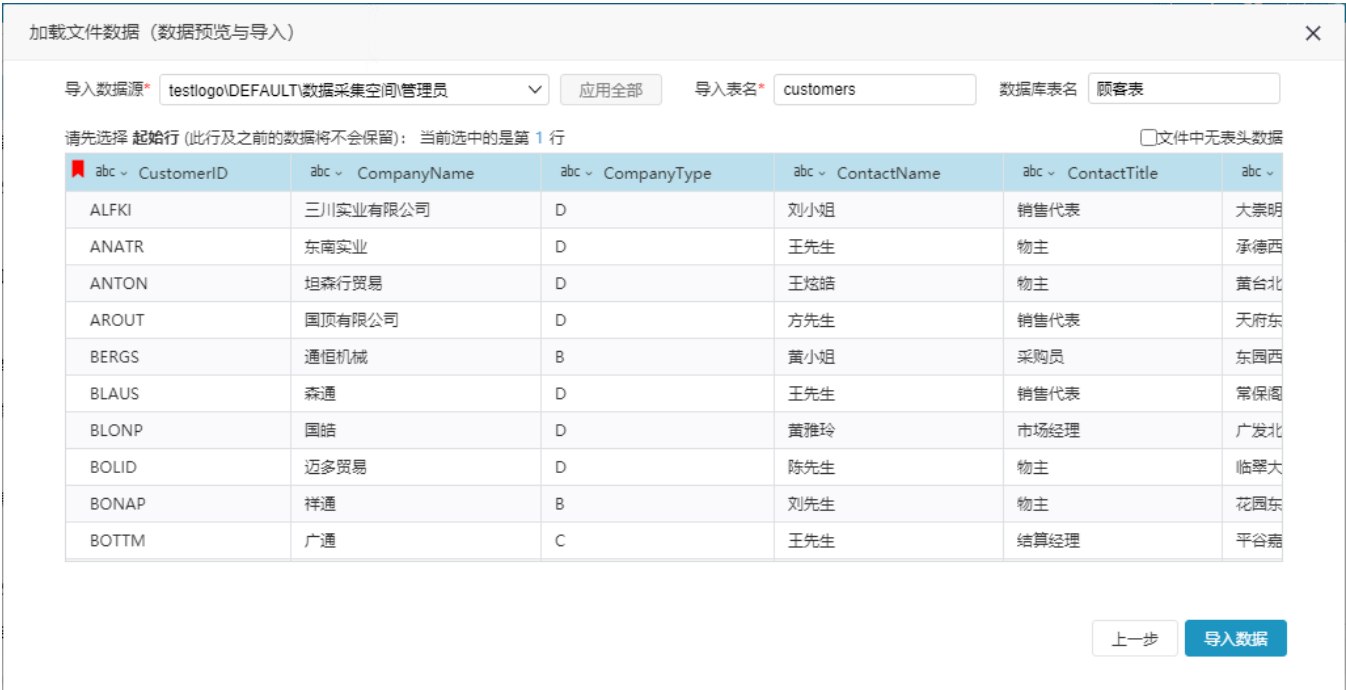 加载文件数据（数据预览与导入）
导入数据源* testlogo\DEFAULT\数据采集空间\管理员 应用全部 导入表名* customers 数据库表名 顾客表
请先选择 起始行 (此行及之前的数据将不会保留)： 当前选中的是第 1 行 文件中无表头数据
abc CustomerID abc CompanyName abc CompanyType abc ContactName abc ContactTitle abc
ALFKI 三川实业有限公司 D 刘小姐 销售代表 大崇明
ANATR 东南实业 D 王先生 物主 承德西
ANTON 坦森行贸易 D 王炫皓 物主 黄台北
AROUT 国顶有限公司 D 方先生 销售代表 天府东
BERGS 通恒机械 B 黄小姐 采购员 东园西
BLAUS 森通 D 王先生 销售代表 常保阁
BLONP 国皓 D 黄雅玲 市场经理 广发北
BOLID 迈多贸易 D 陈先生 物主 临翠大
BONAP 祥通 B 刘先生 物主 花园东
BOTTM 广通 C 王先生 结算经理 平谷嘉
上一步 导入数据